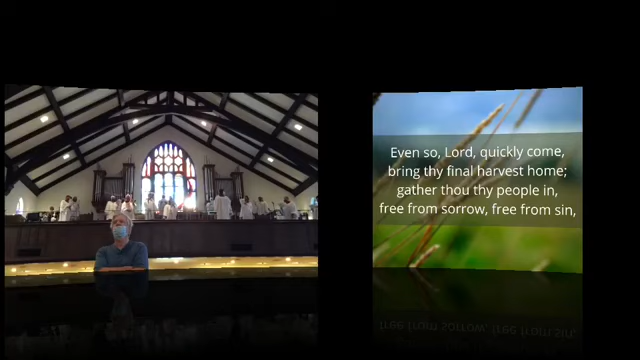 Even so, Lord, quickly come,
bring thy final harvest home;
gather thou thy people in,
free from sorrow, free from sin,